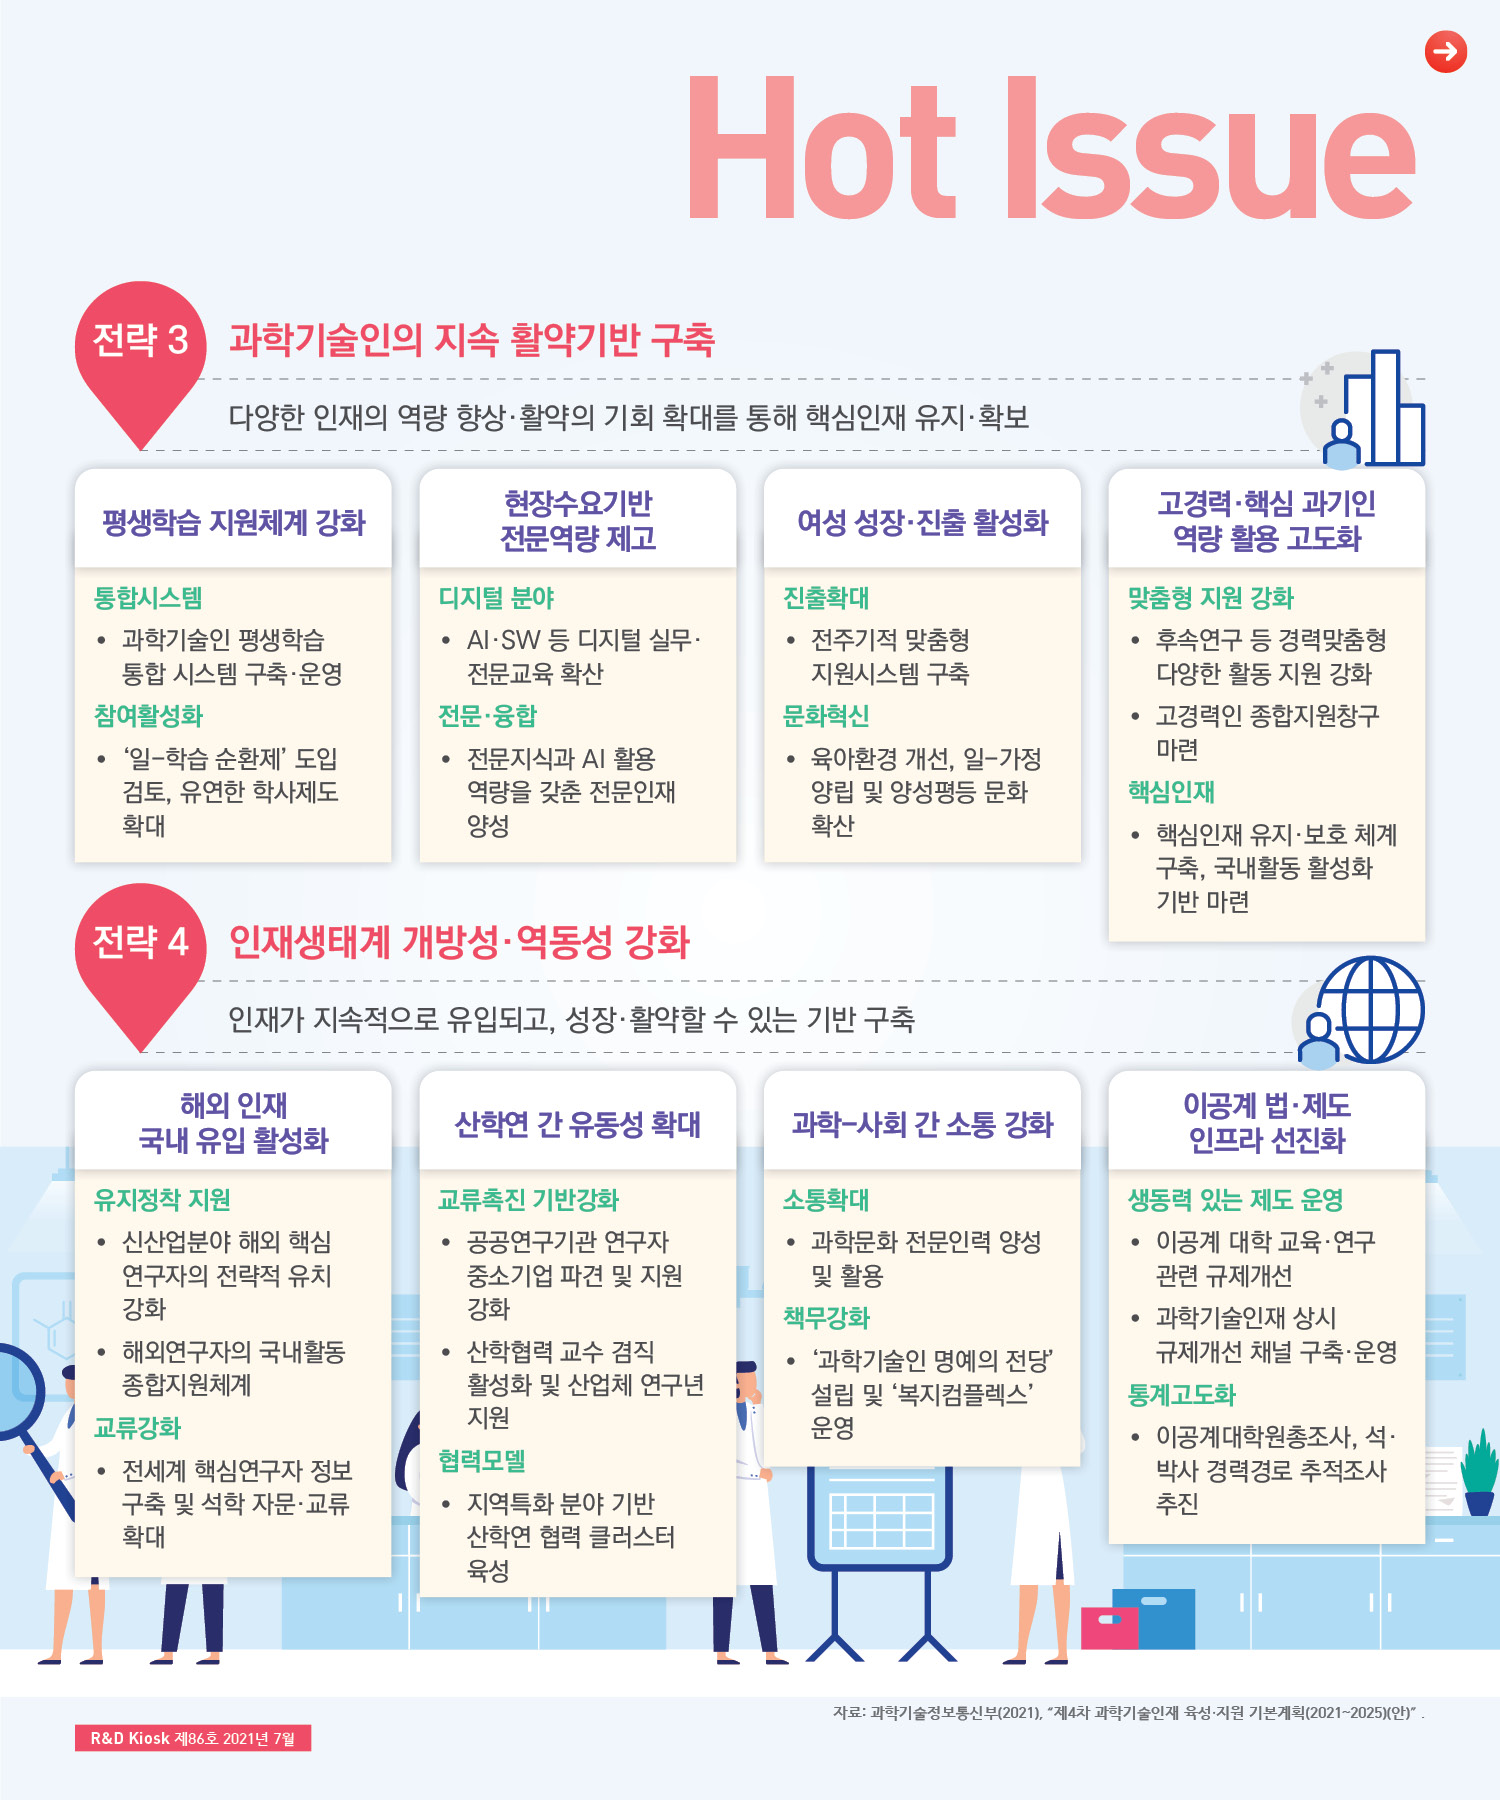 Hot Issue
전략 3
과학기술인의 지속 활약기반 구축
다양한 인재의 역량 향상·활약의 기회 확대를 통해 핵심인재 유지·확보
평생학습 지원체계 강화
통합시스템
• 과학기술인 평생학습
통합 시스템 구축·운영
참여활성화
• ‘일-학습 순환제’ 도입
검토, 유연한 학사제도
확대
현장수요기반
전문역량 제고
디지털 분야
• AI·SW 등 디지털 실무·
전문교육 확산
전문·융합
• 전문지식과 AI 활용
역량을 갖춘 전문인재
양성
여성 성장·진출 활성화
진출확대
• 전주기적 맞춤형
지원시스템 구축
문화혁신
• 육아환경 개선, 일-가정
양립 및 양성평등 문화
확산
고경력·핵심 과기인
역량 활용 고도화
맞춤형 지원 강화
• 후속연구 등 경력맞춤형
다양한 활동 지원 강화
• 고경력인 종합지원창구
마련
핵심인재
• 핵심인재 유지·보호 체계
구축, 국내활동 활성화
기반 마련
전략 4
인재생태계 개방성·역동성 강화
인재가 지속적으로 유입되고, 성장·활약할 수 있는 기반 구축
해외 인재
국내 유입 활성화
유지정착 지원
• 신산업분야 해외 핵심
연구자의 전략적 유치
강화
• 해외연구자의 국내활동
종합지원체계
교류강화
• 전세계 핵심연구자 정보
구축 및 석학 자문·교류
확대
산학연 간 유동성 확대
교류촉진 기반강화
• 공공연구기관 연구자
중소기업 파견 및 지원
강화
• 산학협력 교수 겸직
활성화 및 산업체 연구년
지원
협력모델
• 지역특화 분야 기반
산학연 협력 클러스터
육성
과학-사회 간 소통 강화
소통확대
• 과학문화 전문인력 양성
및 활용
책무강화
• ‘과학기술인 명예의 전당’
설립 및 ‘복지컴플렉스’
운영
이공계 법·제도
인프라 선진화
생동력 있는 제도 운영
• 이공계 대학 교육·연구
관련 규제개선
• 과학기술인재 상시
규제개선 채널 구축·운영
통계고도화
• 이공계대학원총조사, 석·
박사 경력경로 추적조사
추진
자료: 과학기술정보통신부(2021), “제4차 과학기술인재 육성·지원 기본계획(2021~2025)(안)” .
R&D Kiosk 제86호 2021년 7월